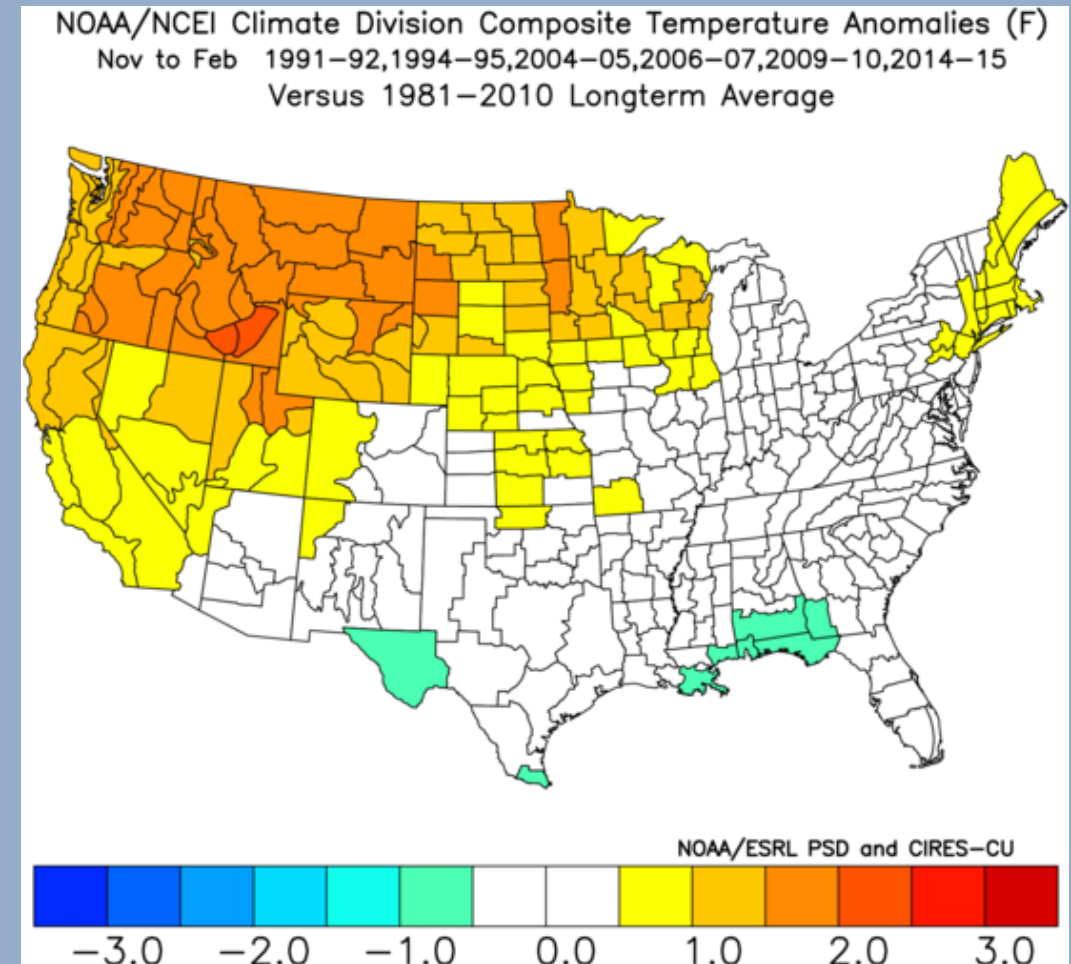 NOAA/NCEI Climate Division Composite Temperature Anomalies (F)
Nov to Feb 1991-92,1994-95,2004-05,2006-07,2009-10,2014-15
Versus 1981-2010 Longterm Average
NOAA/ESRL PSD and CIRES-CU
-3.0 -2.0 -1.0 0.0 1.0 2.0 3.0